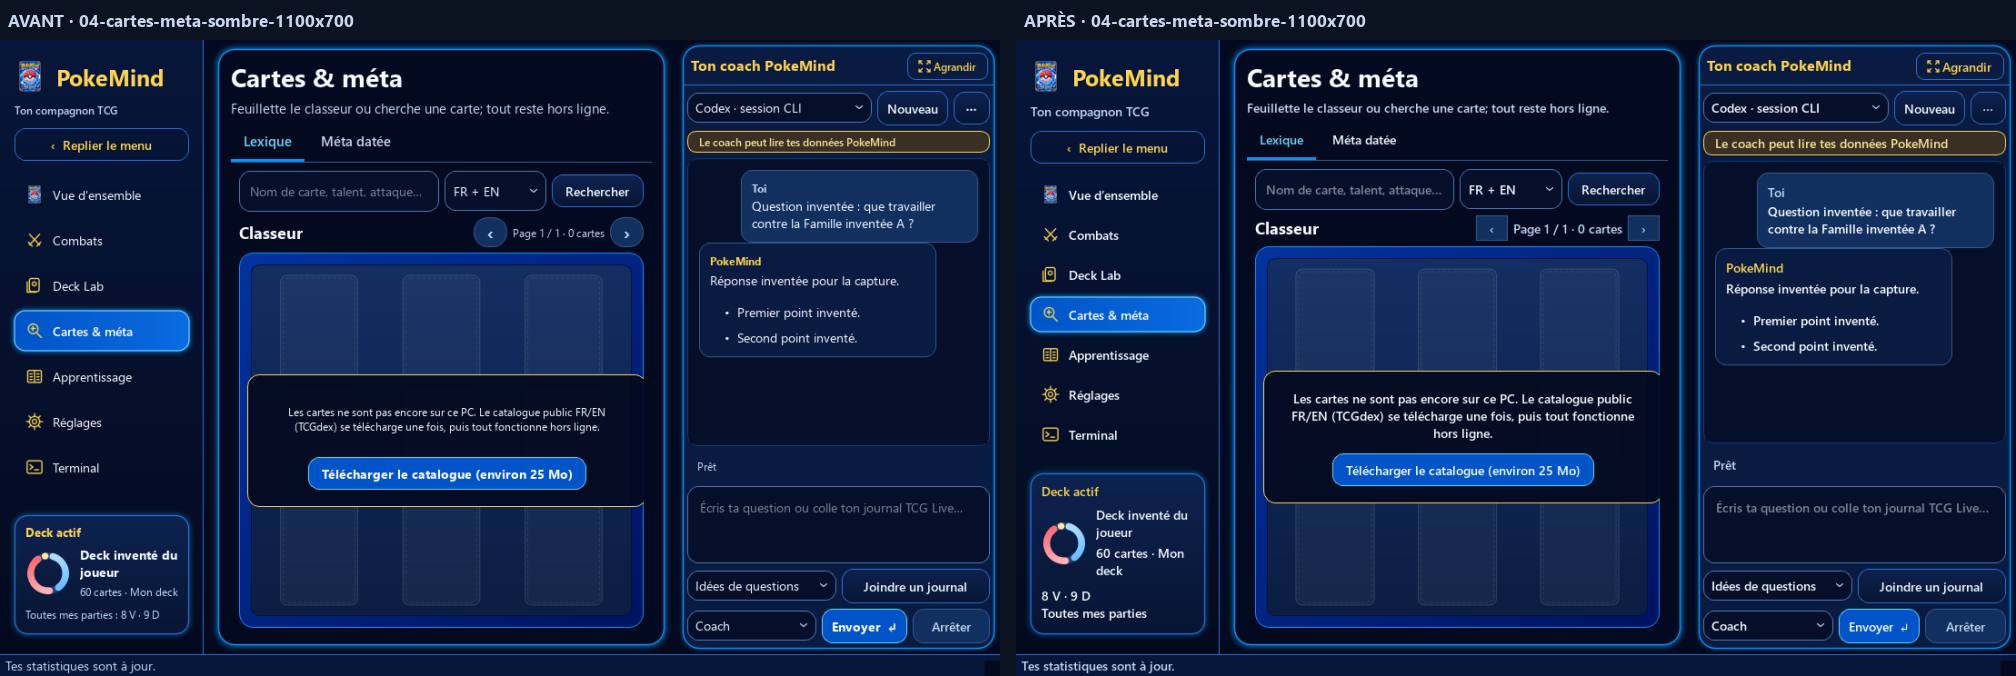 AVANT · 04-cartes-meta-sombre-1100x700
PokeMind
Ton compagnon TCG
‹ Replier le menu
Vue d'ensemble
Combats
Deck Lab
Cartes & méta
Apprentissage
Réglages
Terminal
Deck actif
Deck inventé du
joueur
60 cartes · Mon deck
Toutes mes parties : 8 V · 9 D
Cartes & méta
Feuillette le classeur ou cherche une carte; tout reste hors ligne.
Lexique Méta datée
Nom de carte, talent, attaque... FR + EN Rechercher
Classeur ‹ Page 1 / 1 · 0 cartes ›
Les cartes ne sont pas encore sur ce PC. Le catalogue public FR/EN
(TCGdex) se télécharge une fois, puis tout fonctionne hors ligne.
Télécharger le catalogue (environ 25 Mo)
Ton coach PokeMind Agrandir
Codex · session CLI Nouveau ...
Le coach peut lire tes données PokeMind
Toi
Question inventée : que travailler
contre la Famille inventée A ?
PokeMind
Réponse inventée pour la capture.
• Premier point inventé.
• Second point inventé.
Prêt
Écris ta question ou colle ton journal TCG Live...
Idées de questions Joindre un journal
Coach Envoyer ↲ Arrêter
Tes statistiques sont à jour.
APRÈS · 04-cartes-meta-sombre-1100x700
PokeMind
Ton compagnon TCG
‹ Replier le menu
Vue d'ensemble
Combats
Deck Lab
Cartes & méta
Apprentissage
Réglages
Terminal
Deck actif
Deck inventé du
joueur
60 cartes · Mon
deck
8 V · 9 D
Toutes mes parties
Cartes & méta
Feuillette le classeur ou cherche une carte; tout reste hors ligne.
Lexique Méta datée
Nom de carte, talent, attaque... FR + EN Rechercher
Classeur ‹ Page 1 / 1 · 0 cartes ›
Les cartes ne sont pas encore sur ce PC. Le catalogue public
FR/EN (TCGdex) se télécharge une fois, puis tout fonctionne
hors ligne.
Télécharger le catalogue (environ 25 Mo)
Ton coach PokeMind Agrandir
Codex · session CLI Nouveau ...
Le coach peut lire tes données PokeMind
Toi
Question inventée : que travailler
contre la Famille inventée A ?
PokeMind
Réponse inventée pour la capture.
• Premier point inventé.
• Second point inventé.
Prêt
Écris ta question ou colle ton journal TCG Live...
Idées de questions Joindre un journal
Coach Envoyer ↲ Arrêter
Tes statistiques sont à jour.